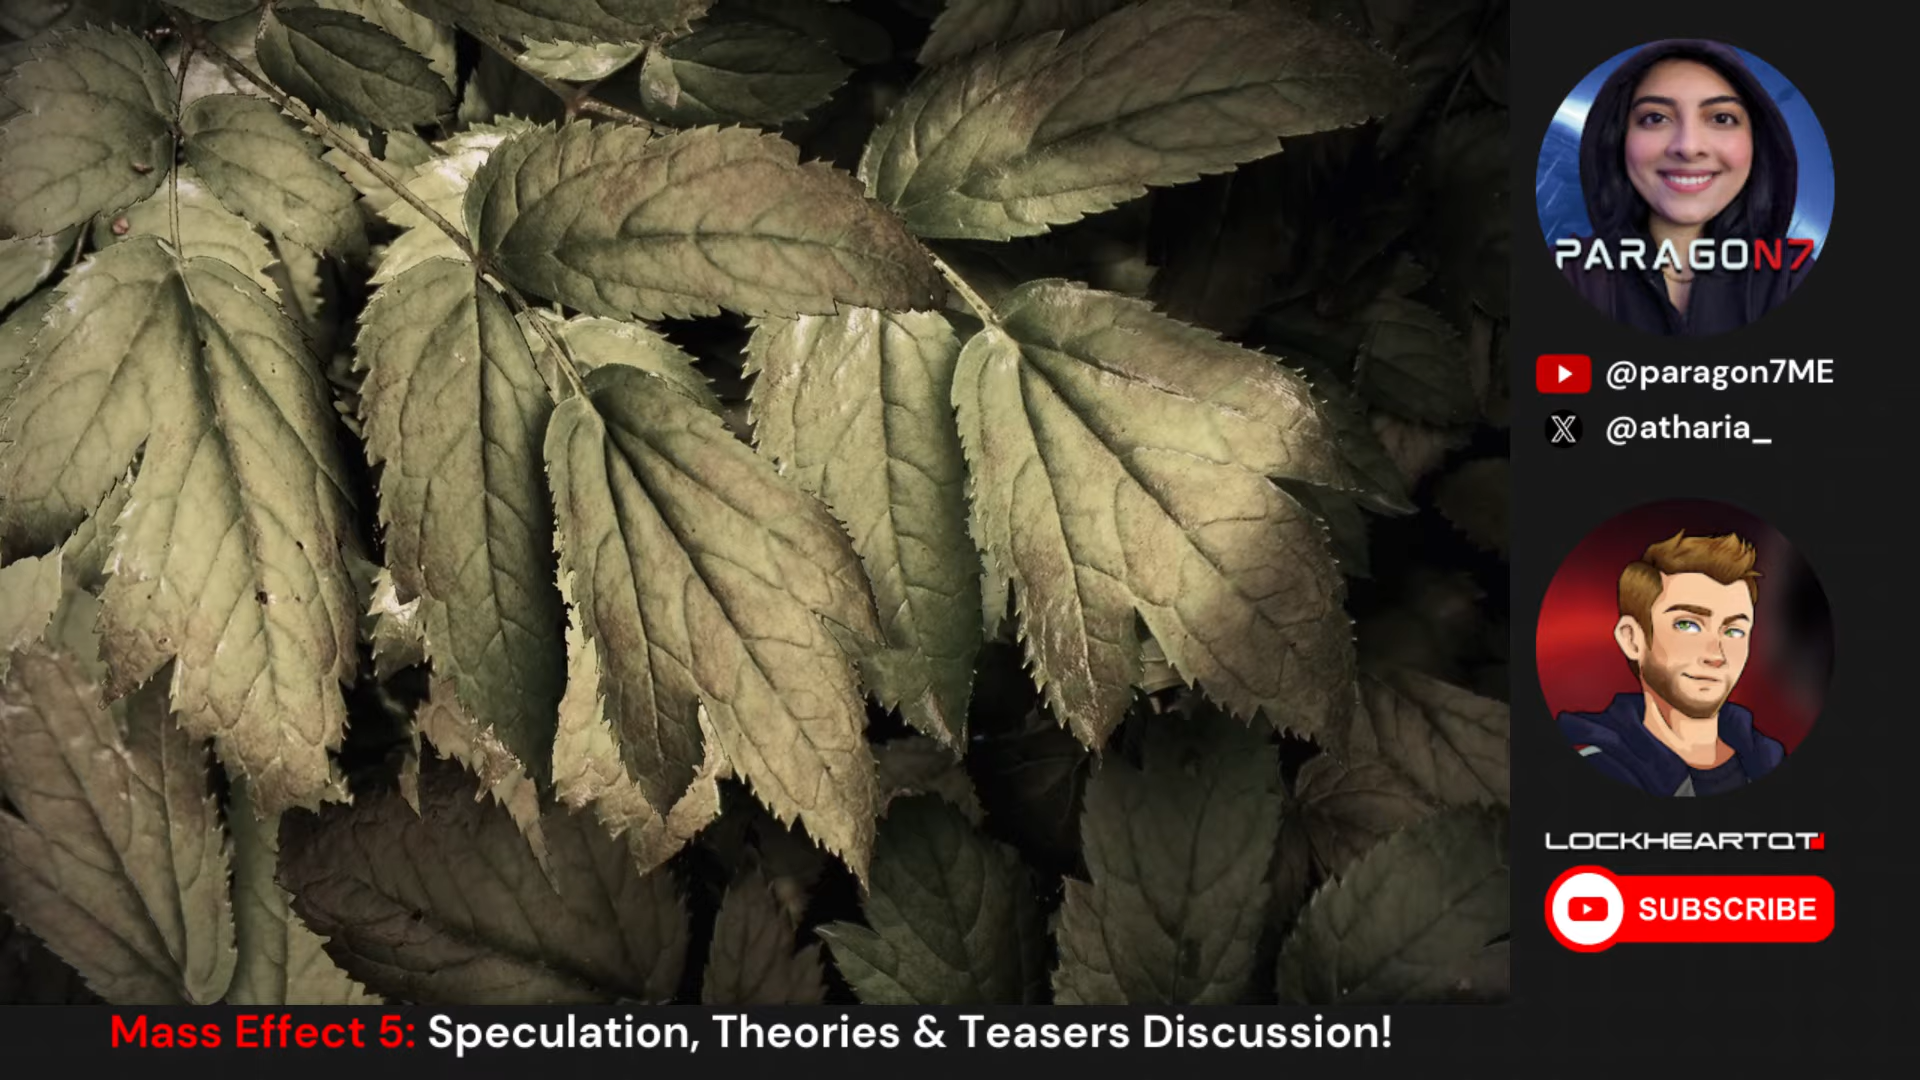 PARAGON7
@paragon7ME
@atharia_
LOCKHEARTQT
SUBSCRIBE
Mass Effect 5: Speculation, Theories & Teasers Discussion!